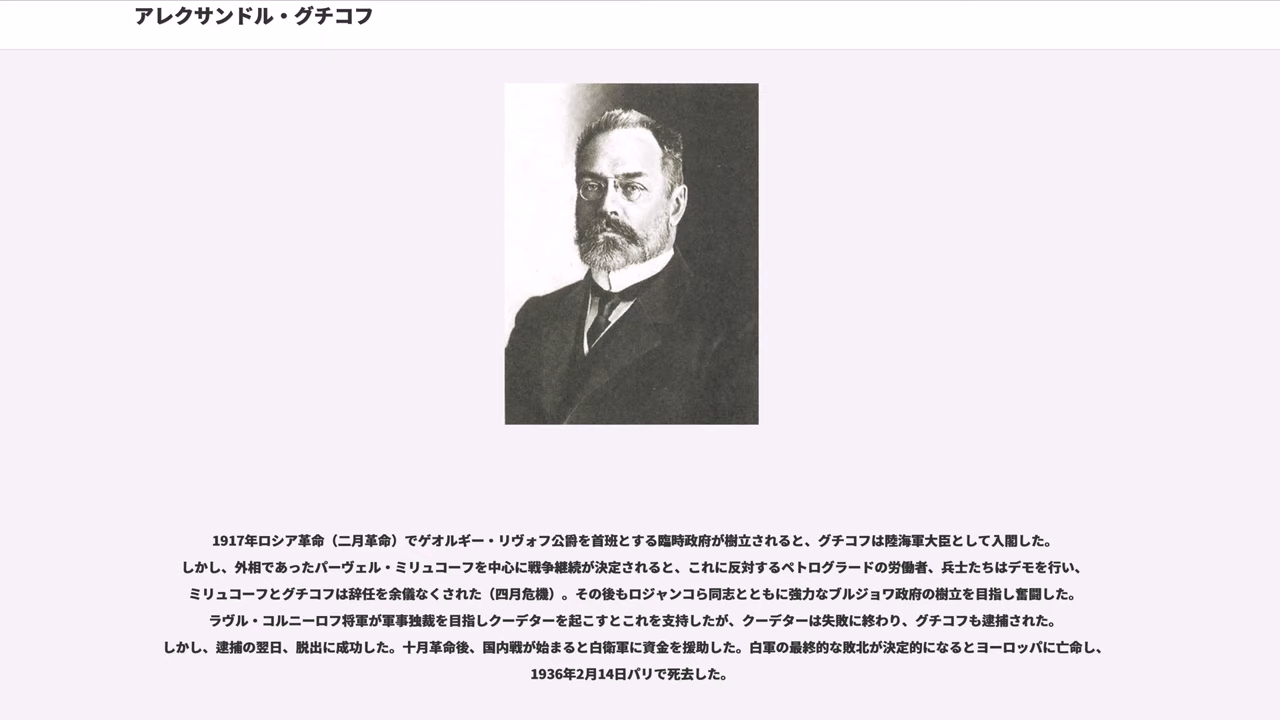 アレクサンドル・グチコフ
1917年ロシア革命（二月革命）でゲオルギー・リヴォフ公爵を首班とする臨時政府が樹立されると、グチコフは陸海軍大臣として入閣した。
しかし、外相であったパーヴェル・ミリュコーフを中心に戦争継続が決定されると、これに反対するペトログラードの労働者、兵士たちはデモを行い、
ミリュコーフとグチコフは辞任を余儀なくされた（四月危機）。その後もロジャンコら同志とともに強力なブルジョワ政府の樹立を目指し奮闘した。
ラヴル・コルニーロフ将軍が軍事独裁を目指しクーデターを起こすとこれを支持したが、クーデターは失敗に終わり、グチコフも逮捕された。
しかし、逮捕の翌日、脱出に成功した。十月革命後、国内戦が始まると白衛軍に資金を援助した。白軍の最終的な敗北が決定的になるとヨーロッパに亡命し、
1936年2月14日パリで死去した。